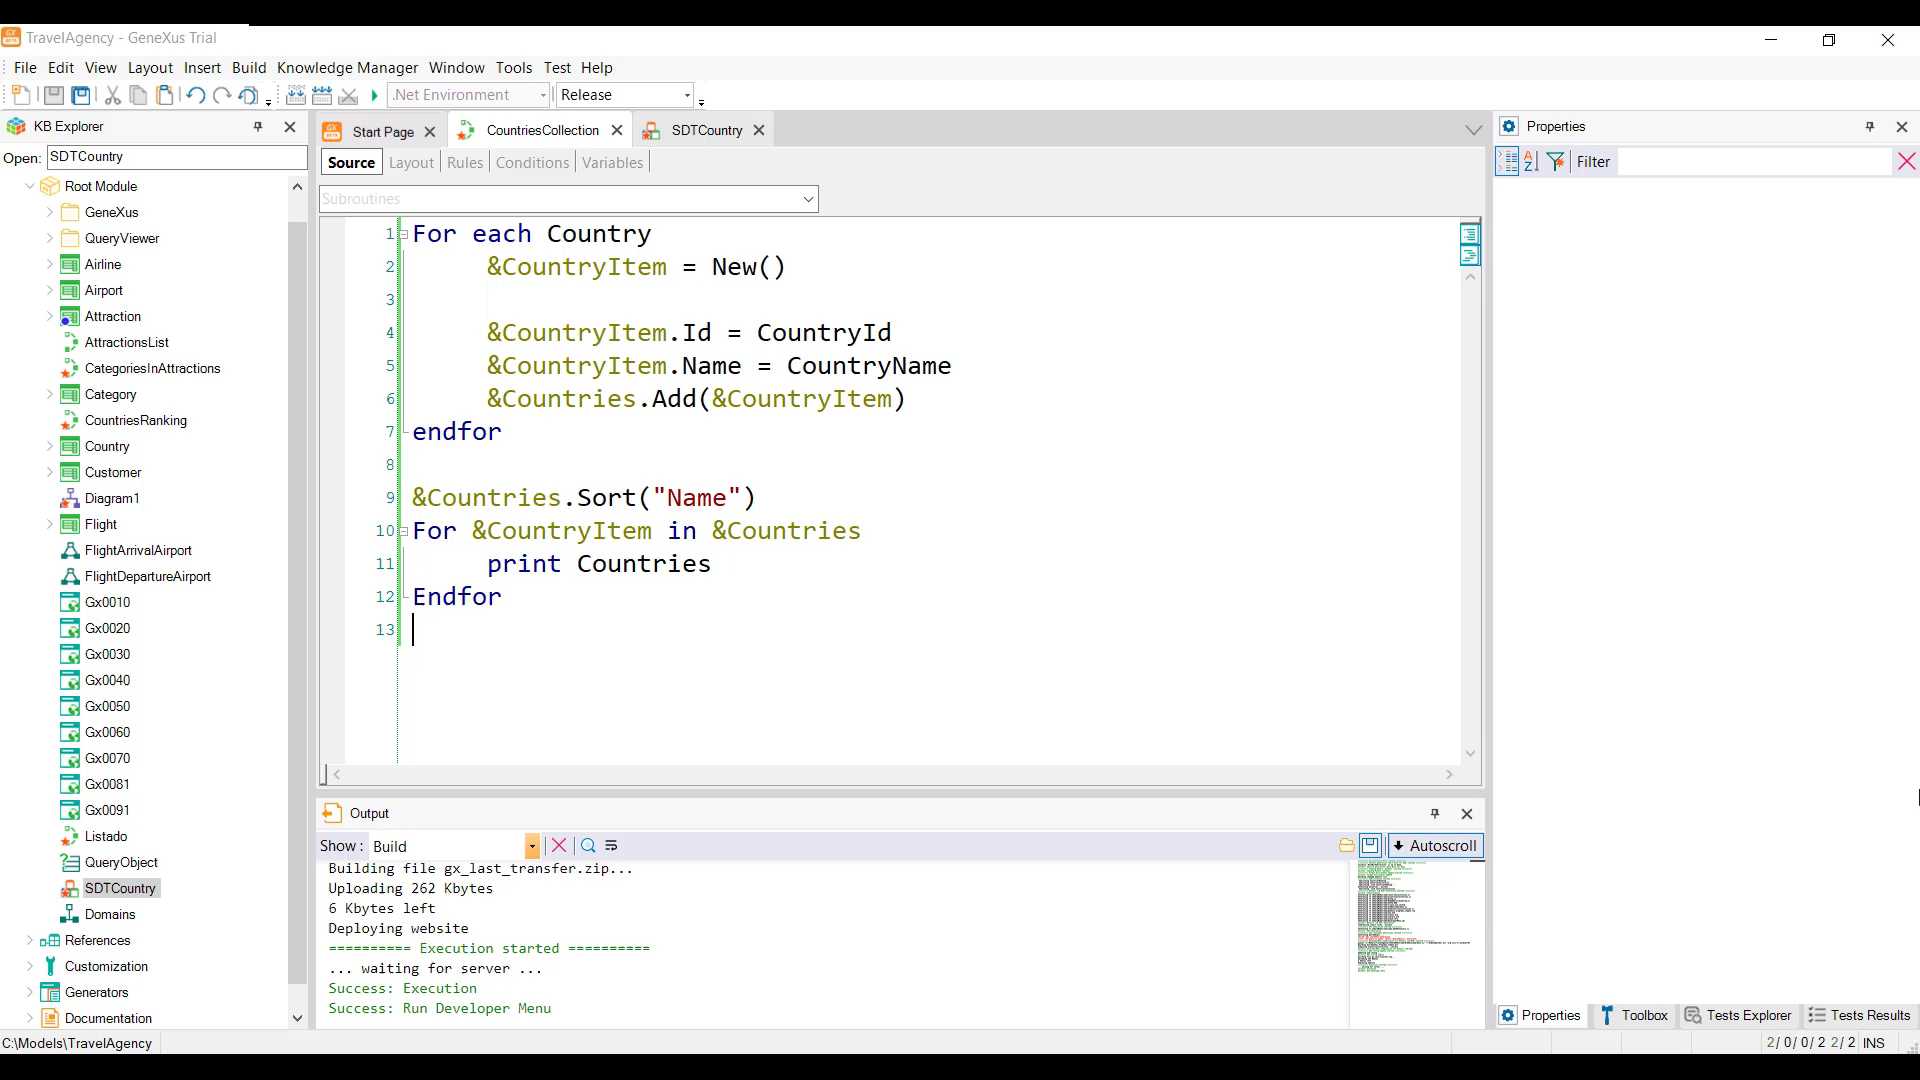 TravelAgency - GeneXus Trial
File Edit View Layout Insert Build Knowledge Manager Window Tools Test Help
.Net Environment Release
KB Explorer
Open: SDTCountry
Root Module
GeneXus
QueryViewer
Airline
Airport
Attraction
AttractionsList
CategoriesInAttractions
Category
CountriesRanking
Country
Customer
Diagram1
Flight
FlightArrivalAirport
FlightDepartureAirport
Gx0010
Gx0020
Gx0030
Gx0040
Gx0050
Gx0060
Gx0070
Gx0081
Gx0091
Listado
QueryObject
SDTCountry
Domains
References
Customization
Generators
Documentation
Start Page CountriesCollection SDTCountry
Source Layout Rules Conditions Variables
Subroutines
1 For each Country
2 &CountryItem = New()
3
4 &CountryItem.Id = CountryId
5 &CountryItem.Name = CountryName
6 &Countries.Add(&CountryItem)
7 endfor
8
9 &Countries.Sort("Name")
10 For &CountryItem in &Countries
11 print Countries
12 Endfor
13
Output
Show: Build Autoscroll
Building file gx_last_transfer.zip...
Uploading 262 Kbytes
6 Kbytes left
Deploying website
========== Execution started ==========
... waiting for server ...
Success: Execution
Success: Run Developer Menu
Properties
Filter
Properties Toolbox Tests Explorer Tests Results
C:\Models\TravelAgency
2/0/0/2 2/2 INS